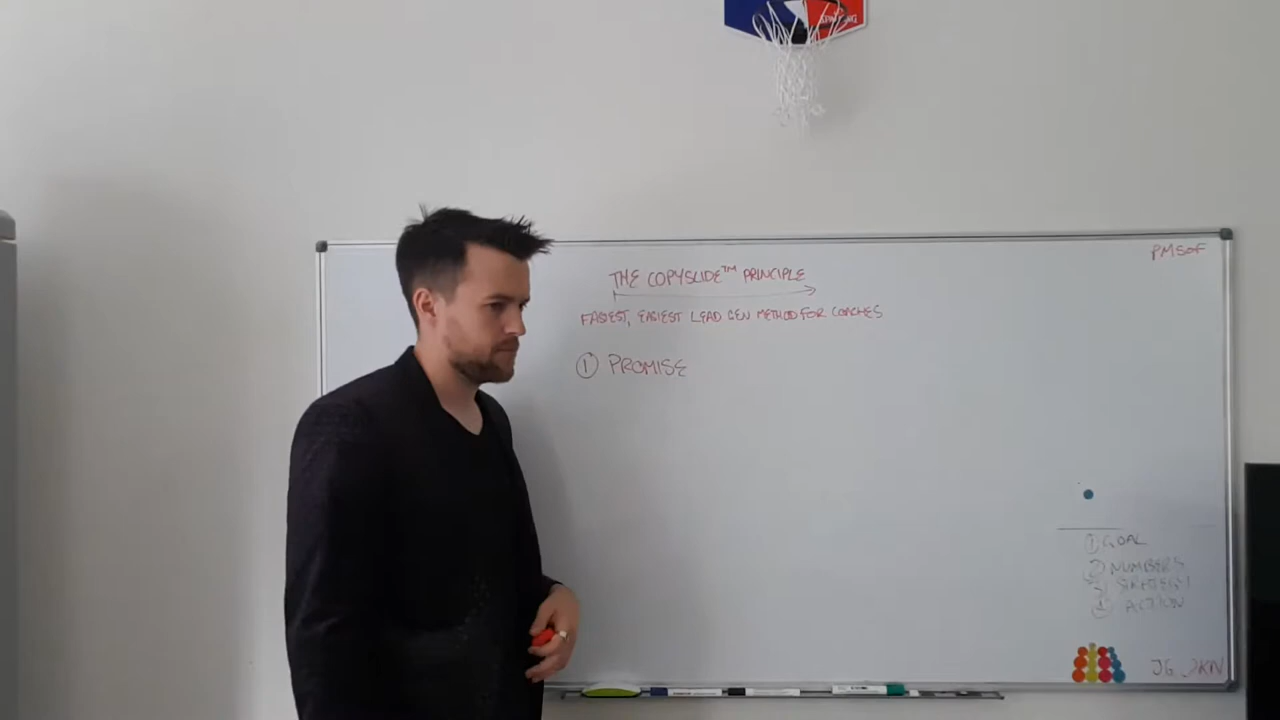 SPALDING
PMSOF
THE COPYSLIDE™ PRINCIPLE
FASTEST, EASIEST LEAD GEN METHOD FOR COACHES
① PROMISE
① GOAL
② NUMBERS
③ STRATEGY
④ ACTION
JG